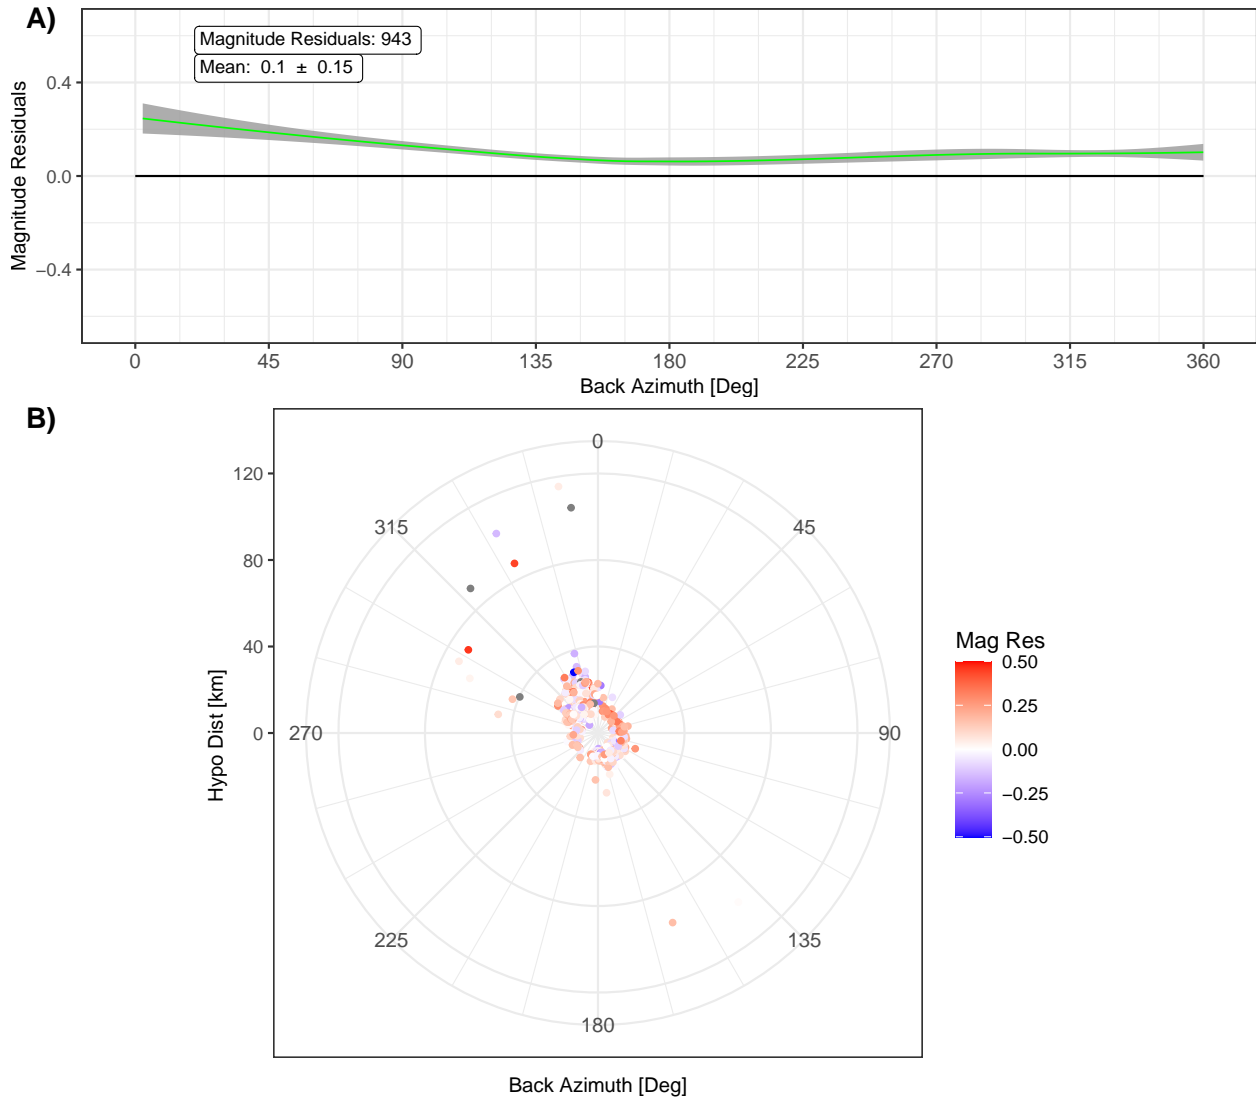 A)
Magnitude Residuals: 943
Mean:  0.1  ±  0.15
Magnitude Residuals
0.4
0.0
−0.4
0 45 90 135 180 225 270 315 360
Back Azimuth [Deg]
B)
Hypo Dist [km]
120
80
40
0
0
45
90
135
180
225
270
315
Back Azimuth [Deg]
Mag Res
0.50
0.25
0.00
−0.25
−0.50